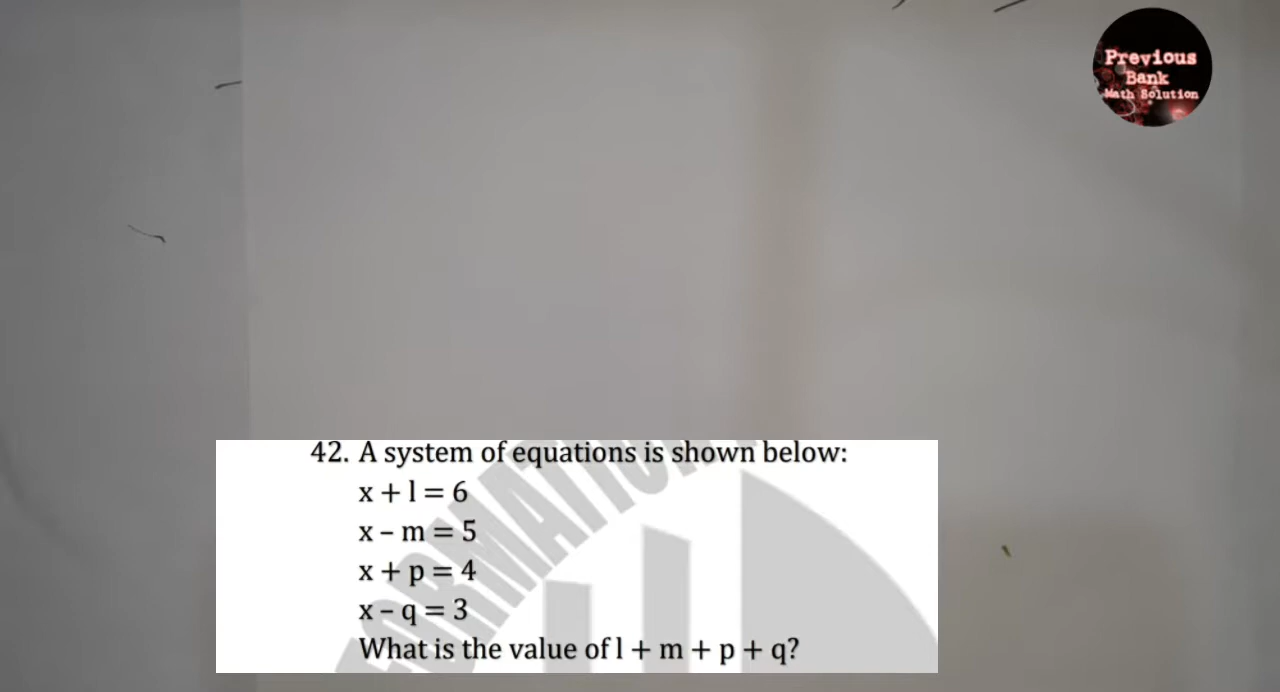 Previous
Bank
Math Solution
42. A system of equations is shown below:
x + l = 6
x – m = 5
x + p = 4
x – q = 3
What is the value of l + m + p + q?